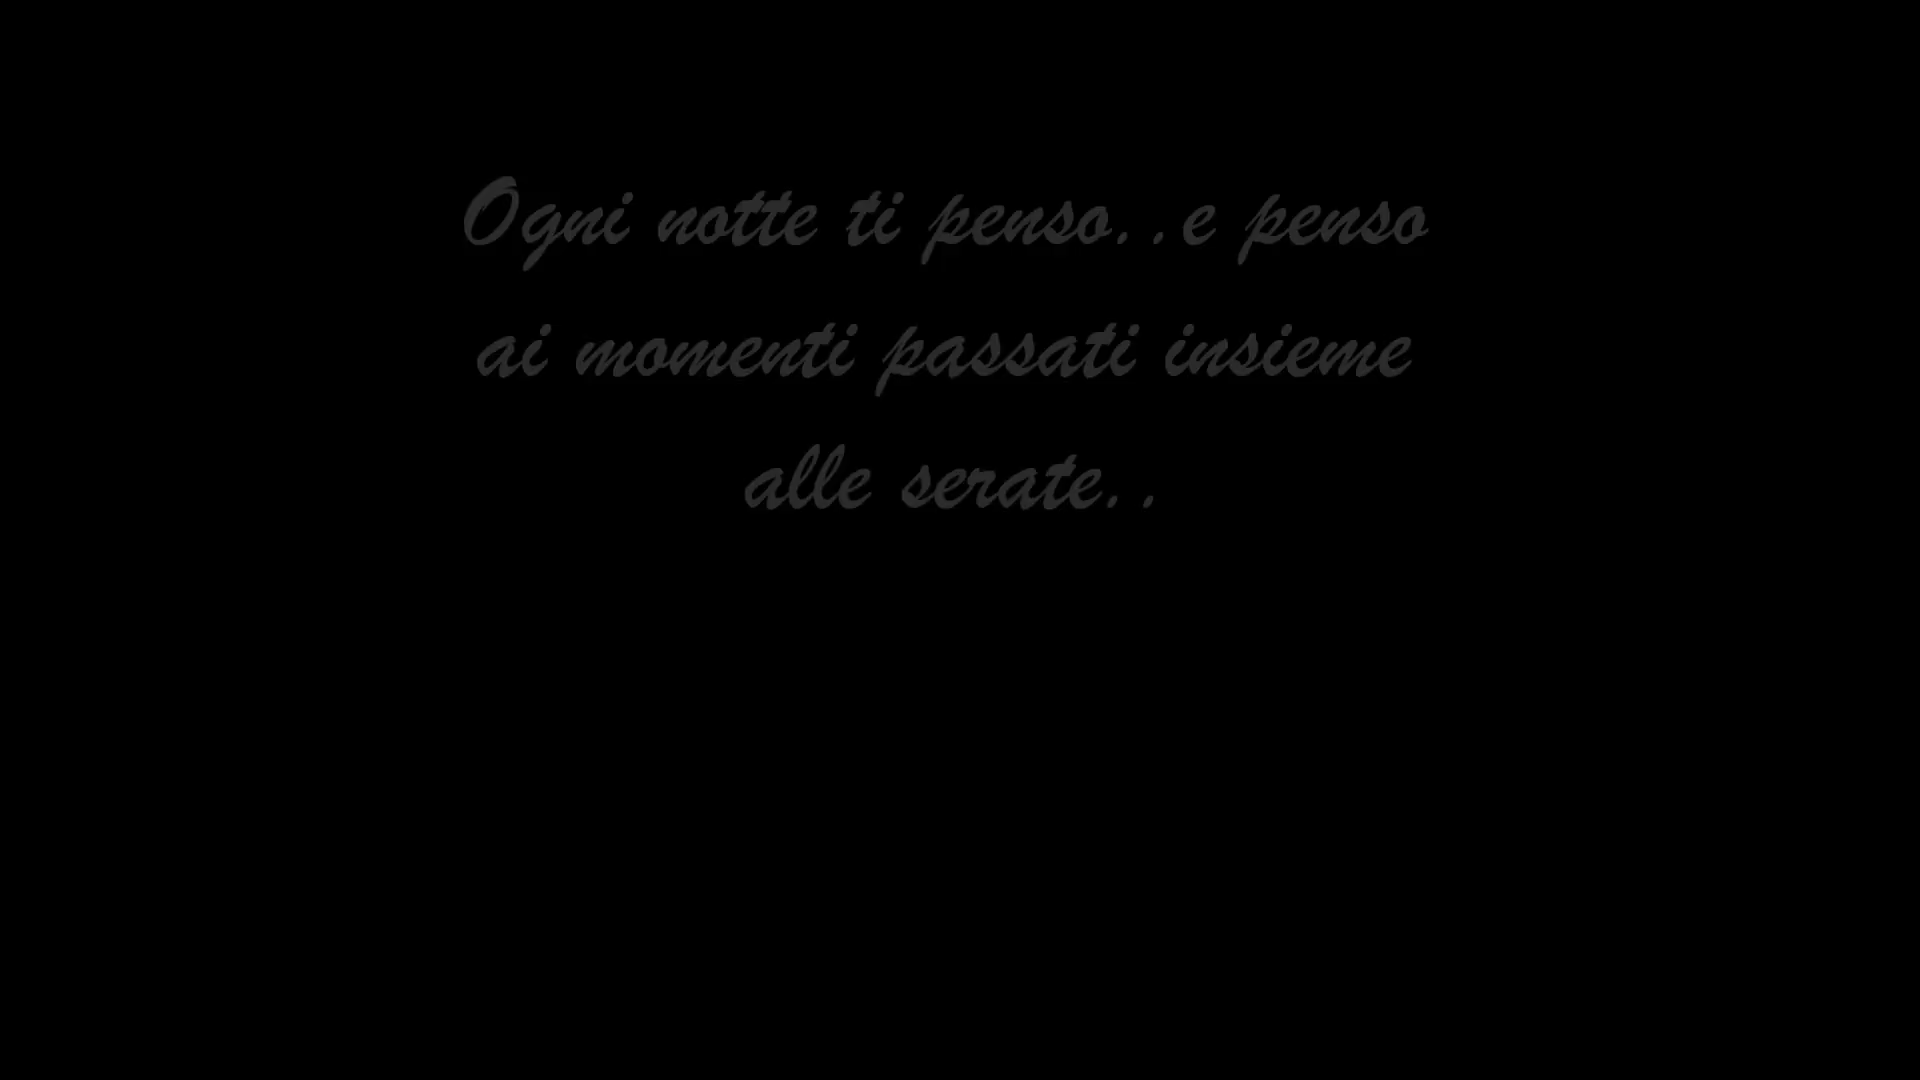 Ogni notte ti penso..e penso
ai momenti passati insieme
alle serate..